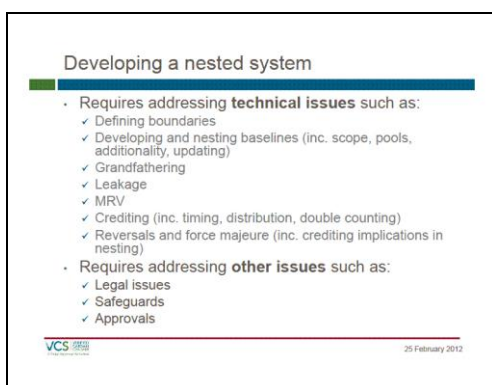 Developing a nested system
• Requires addressing technical issues such as:
✓ Defining boundaries
✓ Developing and nesting baselines (inc. scope, pools,
additionality, updating)
✓ Grandfathering
✓ Leakage
✓ MRV
✓ Crediting (inc. timing, distribution, double counting)
✓ Reversals and force majeure (inc. crediting implications in
nesting)
• Requires addressing other issues such as:
✓ Legal issues
✓ Safeguards
✓ Approvals
VCS
25 February 2012